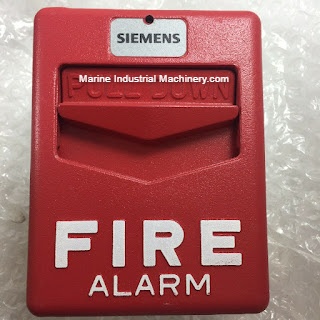 SIEMENS
Marine Industrial Machinery.com
PULL DOWN
FIRE
ALARM